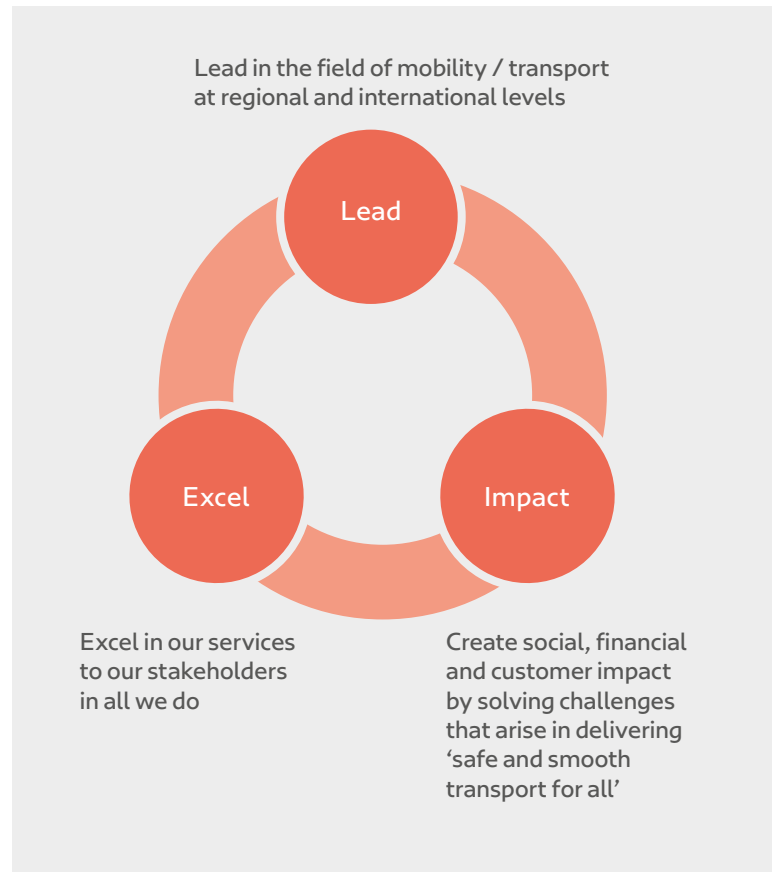 Lead in the field of mobility / transport
at regional and international levels
Lead
Excel
Impact
Excel in our services
to our stakeholders
in all we do
Create social, financial
and customer impact
by solving challenges
that arise in delivering
‘safe and smooth
transport for all’